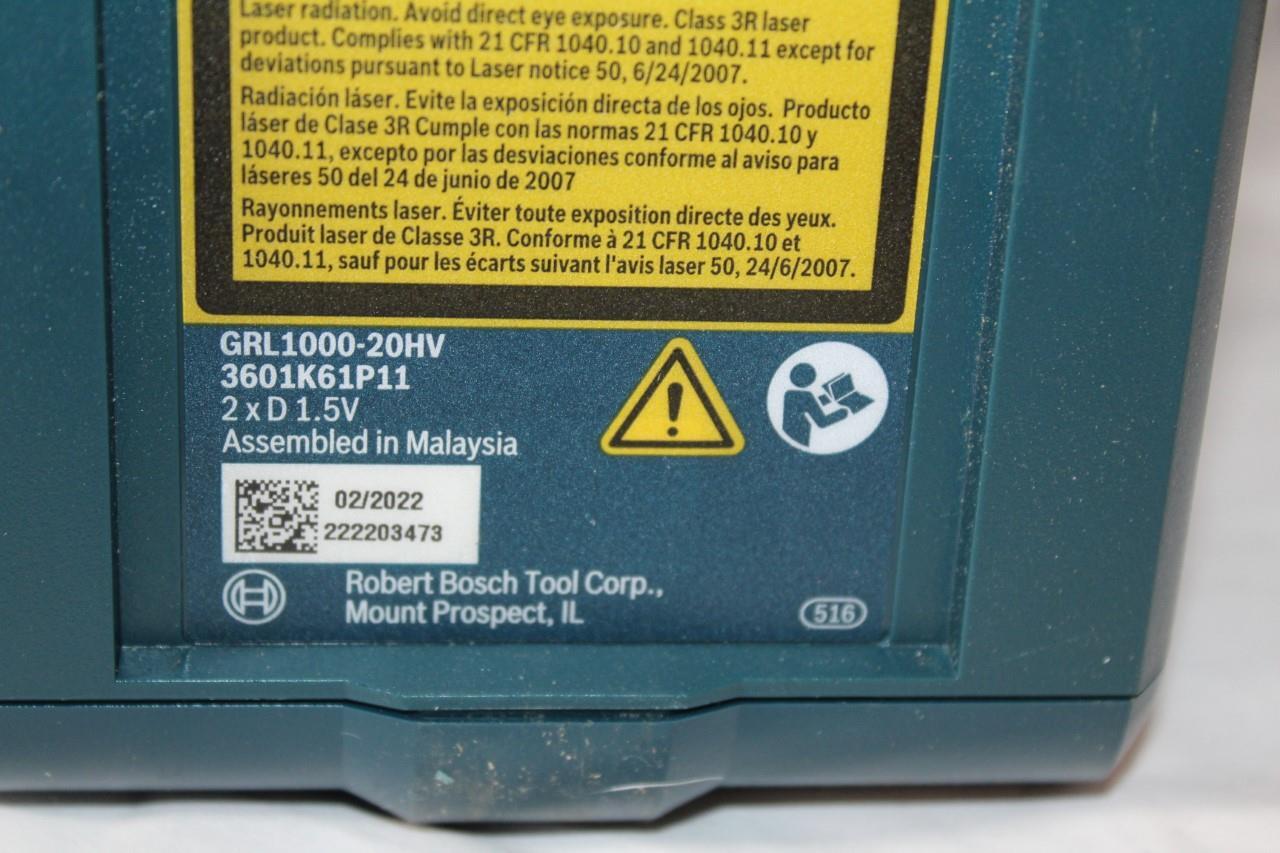 Laser radiation. Avoid direct eye exposure. Class 3R laser
product. Complies with 21 CFR 1040.10 and 1040.11 except for
deviations pursuant to Laser notice 50, 6/24/2007.
Radiación láser. Evite la exposición directa de los ojos. Producto
láser de Clase 3R Cumple con las normas 21 CFR 1040.10 y
1040.11, excepto por las desviaciones conforme al aviso para
láseres 50 del 24 de junio de 2007
Rayonnements laser. Éviter toute exposition directe des yeux.
Produit laser de Classe 3R. Conforme à 21 CFR 1040.10 et
1040.11, sauf pour les écarts suivant l'avis laser 50, 24/6/2007.
GRL1000-20HV
3601K61P11
2 x D 1.5V
Assembled in Malaysia
02/2022
222203473
Robert Bosch Tool Corp.,
Mount Prospect, IL
516